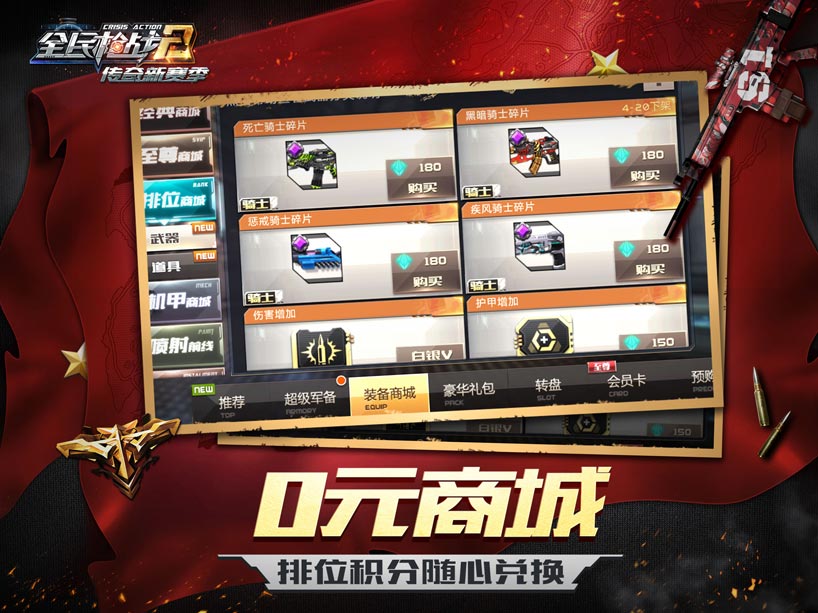 CRISIS ACTION
全民枪战2
传奇新赛季
经典商城
至尊商城
SVIP
排位商城
RANK
武器
NEW
道具
NEW
机甲商城
MECH
喷射前线
PAINT
死亡骑士碎片
180
购买
骑士
黑暗骑士碎片
4-20下架
180
购买
骑士
惩戒骑士碎片
180
购买
骑士
疾风骑士碎片
180
购买
骑士
伤害增加
白银V
护甲增加
150
NEW
推荐
TOP
超级军备
ARMORY
装备商城
EQUIP
豪华礼包
PACK
转盘
SLOT
至尊
会员卡
CARD
预购
白银V
150
0元商城
排位积分随心兑换